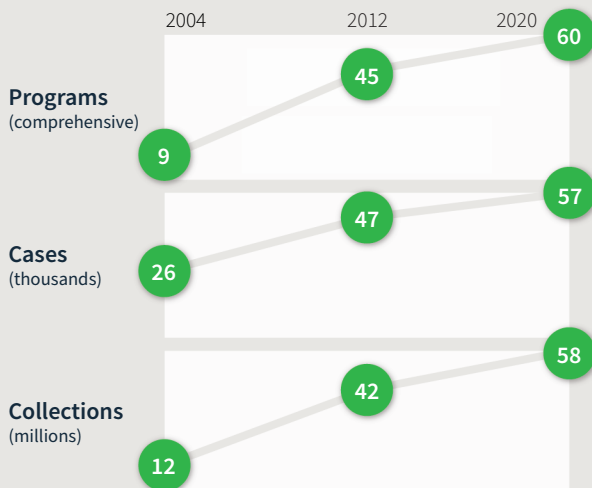 2004 2012 2020
60
45
Programs
(comprehensive)
9
57
47
Cases
(thousands)
26
58
42
Collections
(millions)
12